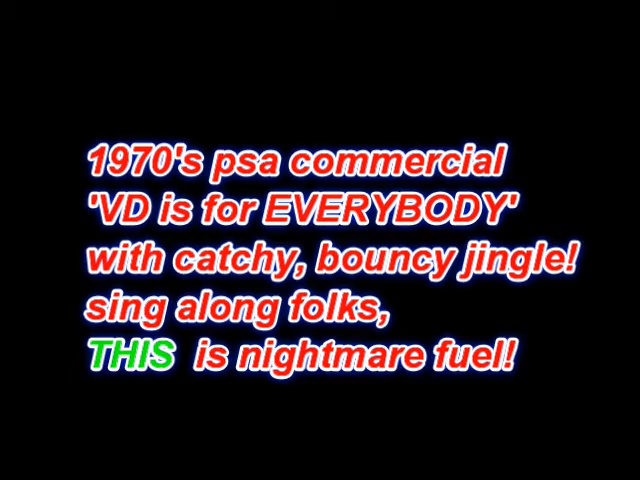 1970's psa commercial
'VD is for EVERYBODY'
with catchy, bouncy jingle!
sing along folks,
THIS is nightmare fuel!